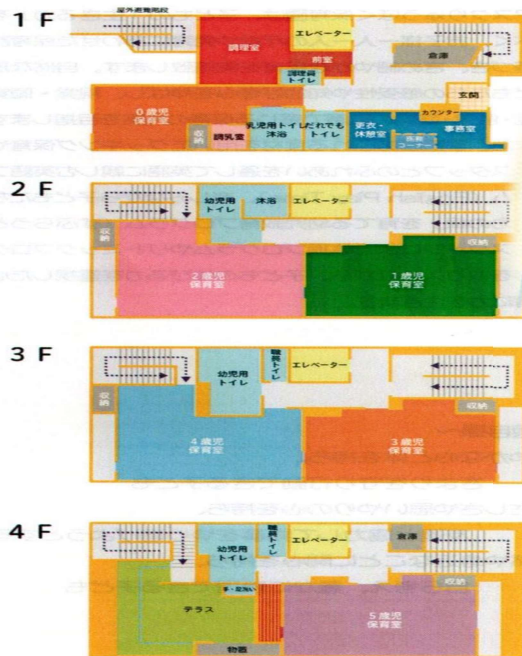 屋外避難階段
1 F
調理室
エレベーター
前室
倉庫
調理員
トイレ
玄関
カウンター
0歳児
保育室
収納
調乳室
乳児用トイレ
沐浴
だれでも
トイレ
更衣・
休憩室
事務室
コーナー
2 F
幼児用
トイレ
沐浴
エレベーター
収納
収納
2歳児
保育室
1歳児
保育室
3 F
幼児用
トイレ
職員トイレ
エレベーター
収納
収納
4歳児
保育室
3歳児
保育室
4 F
幼児用
トイレ
職員トイレ
エレベーター
倉庫
収納
手・足洗い
テラス
5歳児
保育室
物置